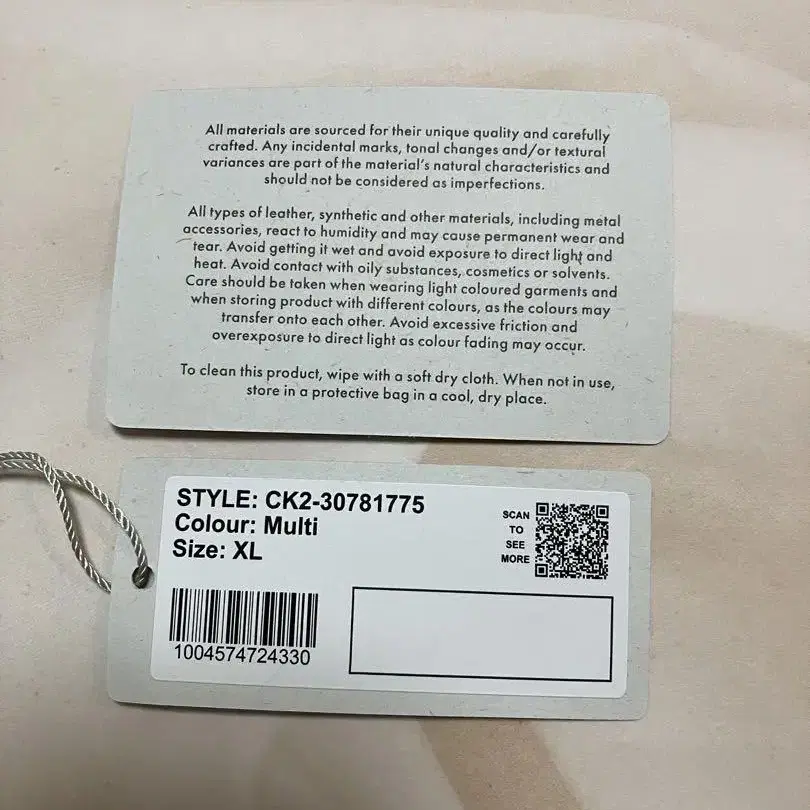 All materials are sourced for their unique quality and carefully
crafted. Any incidental marks, tonal changes and/or textural
variances are part of the material's natural characteristics and
should not be considered as imperfections.
All types of leather, synthetic and other materials, including metal
accessories, react to humidity and may cause permanent wear and
tear. Avoid getting it wet and avoid exposure to direct light and
heat. Avoid contact with oily substances, cosmetics or solvents.
Care should be taken when wearing light coloured garments and
when storing product with different colours, as the colours may
transfer onto each other. Avoid excessive friction and
overexposure to direct light as colour fading may occur.
To clean this product, wipe with a soft dry cloth. When not in use,
store in a protective bag in a cool, dry place.
STYLE: CK2-30781775
Colour: Multi
Size: XL
SCAN
TO
SEE
MORE
1004574724330